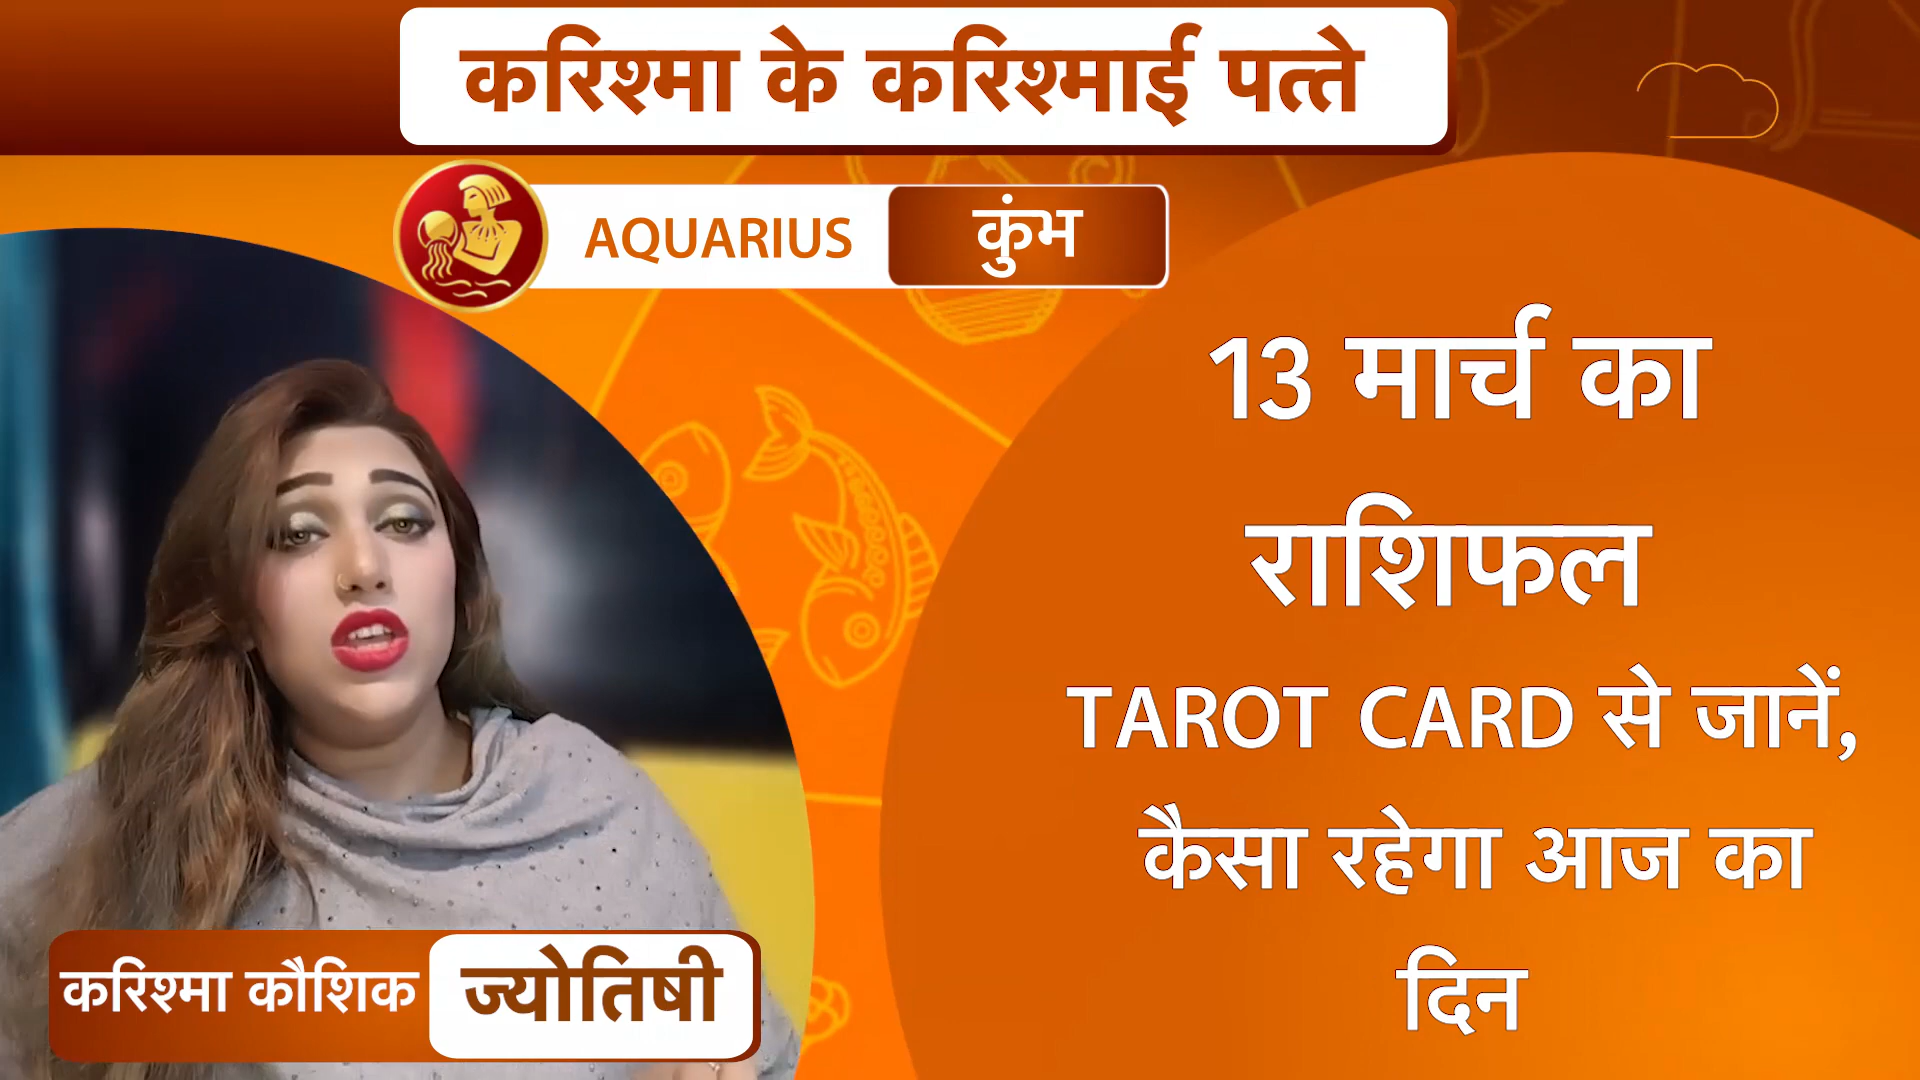 करिश्मा के करिश्माई पत्ते
AQUARIUS कुंभ
13 मार्च का
राशिफल
TAROT CARD से जानें,
कैसा रहेगा आज का
दिन
करिश्मा कौशिक ज्योतिषी